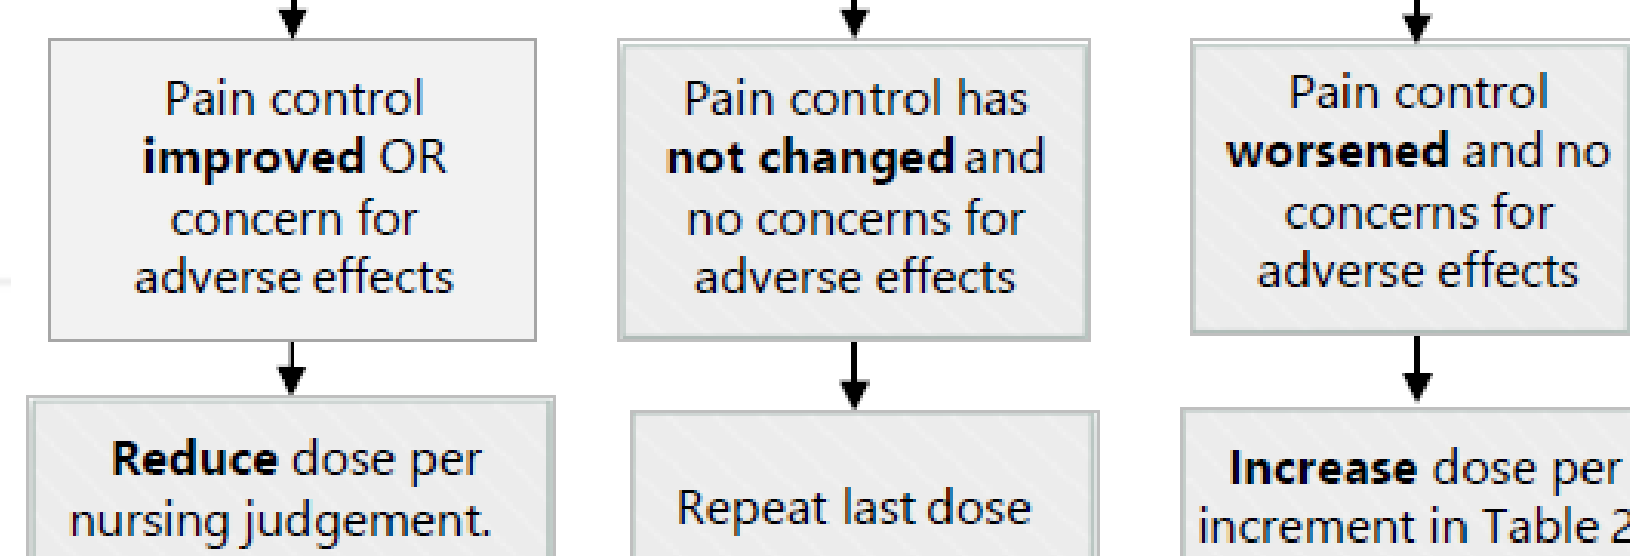 Pain control
improved OR
concern for
adverse effects
Pain control has
not changed and
no concerns for
adverse effects
Pain control
worsened and no
concerns for
adverse effects
Reduce dose per
nursing judgement.
Repeat last dose
Increase dose per
increment in Table 2